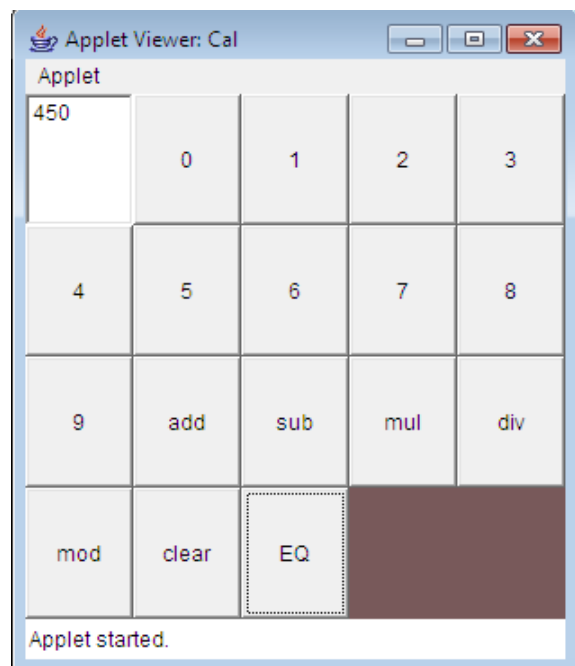 Applet Viewer: Cal
Applet
450 0 1 2 3
4 5 6 7 8
9 add sub mul div
mod clear EQ
Applet started.